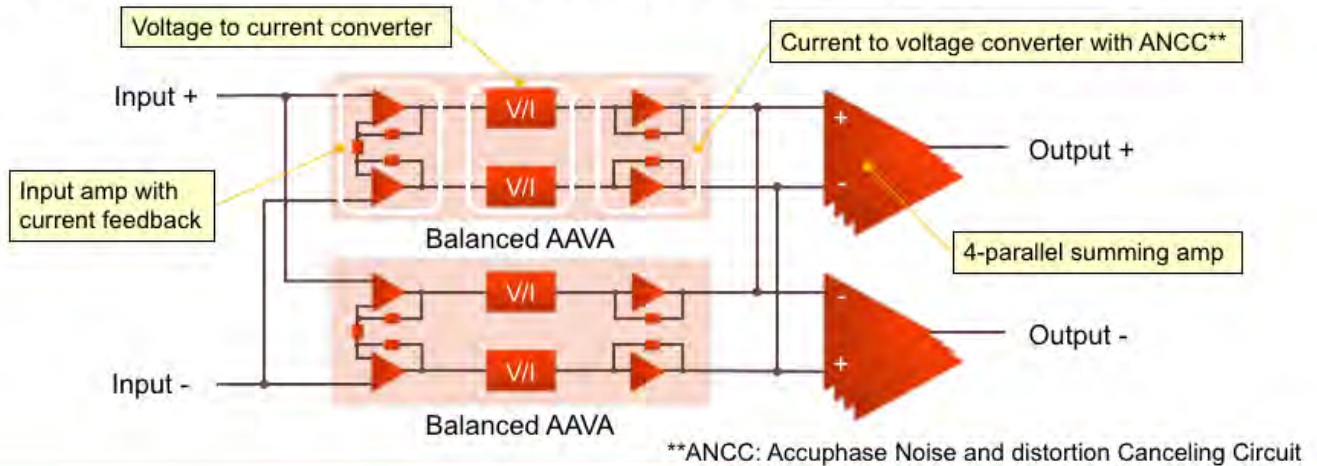 Voltage to current converter
Current to voltage converter with ANCC**
Input +
V/I
+
Output +
V/I
-
Input amp with
current feedback
Balanced AAVA
4-parallel summing amp
V/I
-
Output -
V/I
+
Input -
Balanced AAVA
**ANCC: Accuphase Noise and distortion Canceling Circuit